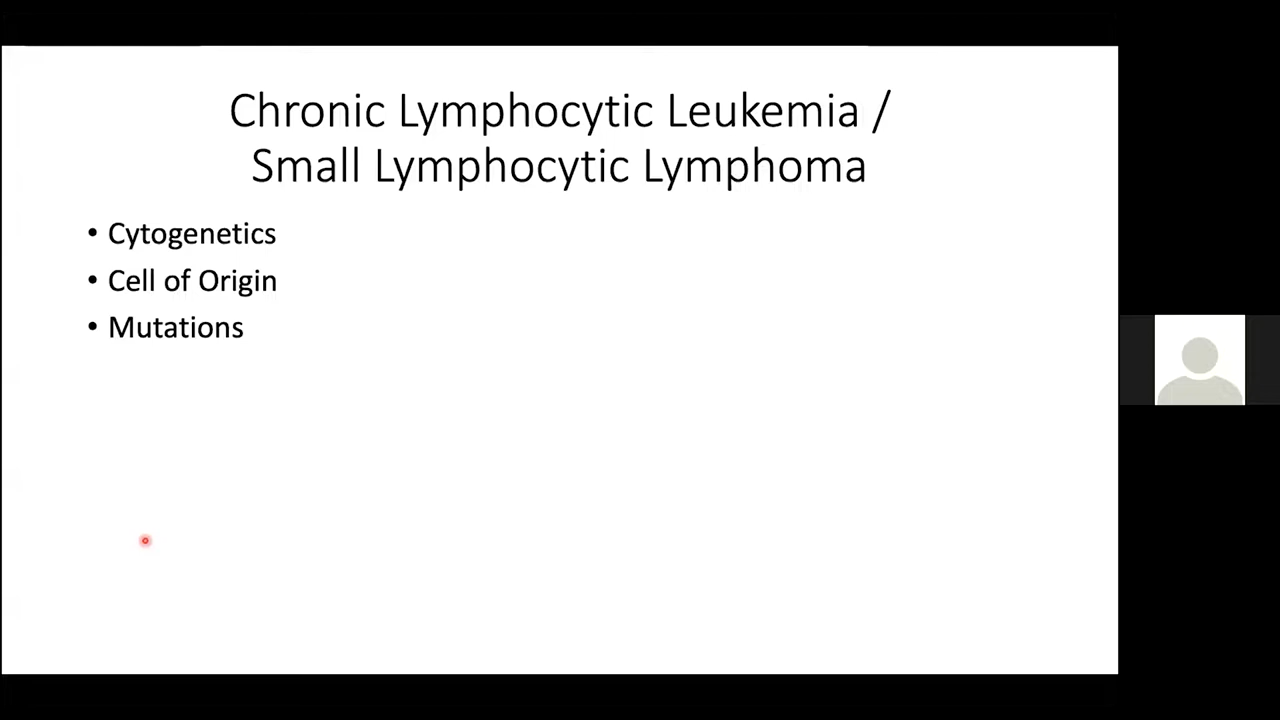 Chronic Lymphocytic Leukemia /
Small Lymphocytic Lymphoma
• Cytogenetics
• Cell of Origin
• Mutations